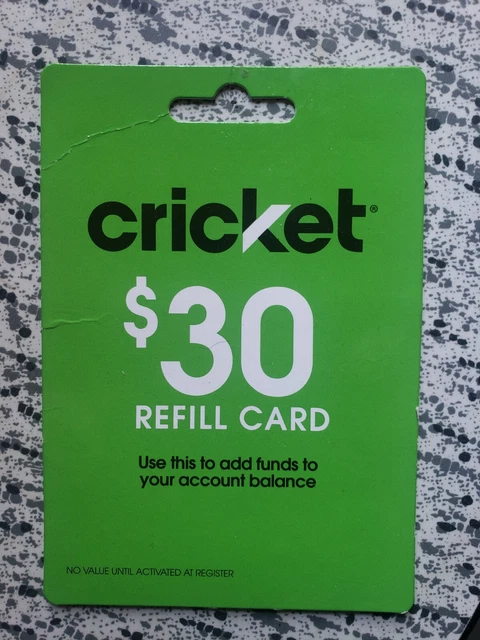 cricket®
$30
REFILL CARD
Use this to add funds to
your account balance
NO VALUE UNTIL ACTIVATED AT REGISTER